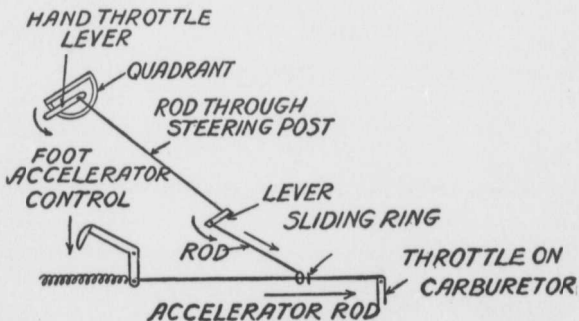 HAND THROTTLE
LEVER
QUADRANT
ROD THROUGH
STEERING POST
FOOT
ACCELERATOR
CONTROL
LEVER
SLIDING RING
ROD
THROTTLE ON
CARBURETOR
ACCELERATOR ROD